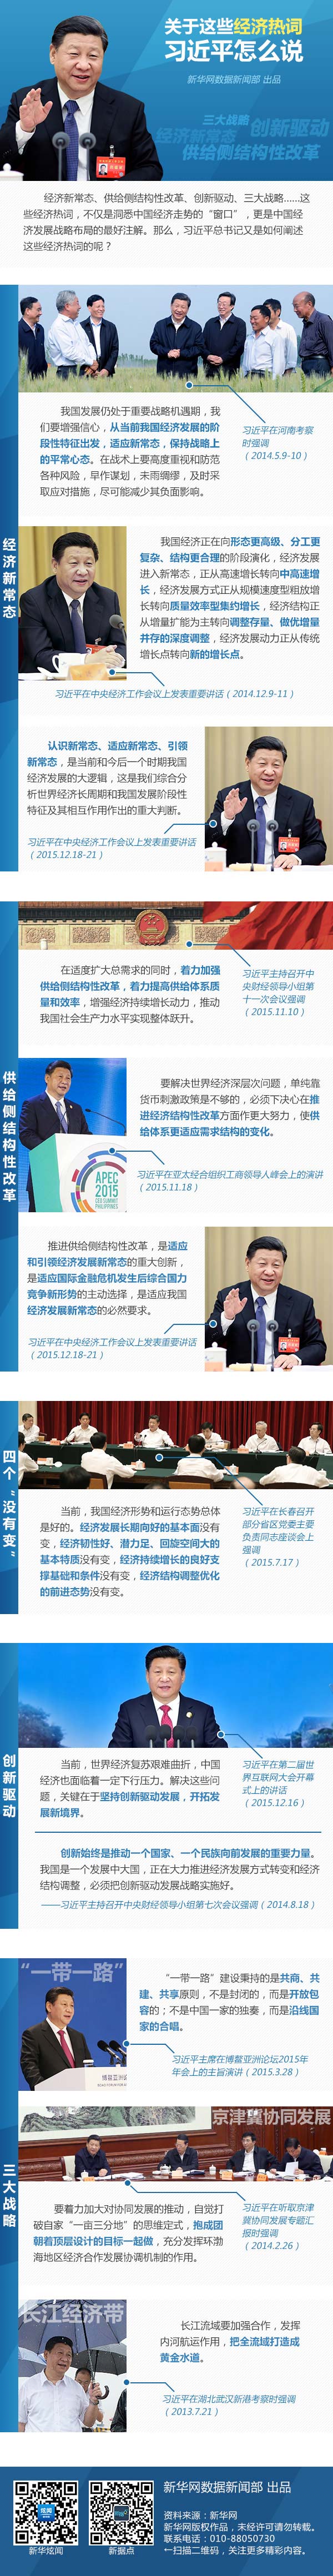 关于这些经济热词
习近平怎么说
新华网数据新闻部 出品
三大战略
经济新常态 创新驱动
供给侧结构性改革
经济新常态、供给侧结构性改革、创新驱动、三大战略……这
些经济热词，不仅是洞悉中国经济走势的“窗口”，更是中国经
济发展战略布局的最好注解。那么，习近平总书记又是如何阐述
这些经济热词的呢？
经济新常态
我国发展仍处于重要战略机遇期，我
们要增强信心，从当前我国经济发展的阶
段性特征出发，适应新常态，保持战略上
的平常心态。在战术上要高度重视和防范
各种风险，早作谋划，未雨绸缪，及时采
取应对措施，尽可能减少其负面影响。
习近平在河南考察
时强调
（2014.5.9-10）
我国经济正在向形态更高级、分工更
复杂、结构更合理的阶段演化，经济发展
进入新常态，正从高速增长转向中高速增
长，经济发展方式正从规模速度型粗放增
长转向质量效率型集约增长，经济结构正
从增量扩能为主转向调整存量、做优增量
并存的深度调整，经济发展动力正从传统
增长点转向新的增长点。
习近平在中央经济工作会议上发表重要讲话（2014.12.9-11）
认识新常态、适应新常态、引领
新常态，是当前和今后一个时期我国
经济发展的大逻辑，这是我们综合分
析世界经济长周期和我国发展阶段性
特征及其相互作用作出的重大判断。
习近平在中央经济工作会议上发表重要讲话
（2015.12.18-21）
供给侧结构性改革
在适度扩大总需求的同时，着力加强
供给侧结构性改革，着力提高供给体系质
量和效率，增强经济持续增长动力，推动
我国社会生产力水平实现整体跃升。
习近平主持召开中
央财经领导小组第
十一次会议强调
（2015.11.10）
要解决世界经济深层次问题，单纯靠
货币刺激政策是不够的，必须下决心在推
进经济结构性改革方面作更大努力，使供
给体系更适应需求结构的变化。
APEC
2015
CEO SUMMIT
PHILIPPINES
习近平在亚太经合组织工商领导人峰会上的演讲
（2015.11.18）
推进供给侧结构性改革，是适应
和引领经济发展新常态的重大创新，
是适应国际金融危机发生后综合国力
竞争新形势的主动选择，是适应我国
经济发展新常态的必然要求。
习近平在中央经济工作会议上发表重要讲话
（2015.12.18-21）
四个“没有变”
当前，我国经济形势和运行态势总体
是好的。经济发展长期向好的基本面没有
变，经济韧性好、潜力足、回旋空间大的
基本特质没有变，经济持续增长的良好支
撑基础和条件没有变，经济结构调整优化
的前进态势没有变。
习近平在长春召开
部分省区党委主要
负责同志座谈会上
强调
（2015.7.17）
创新驱动
当前，世界经济复苏艰难曲折，中国
经济也面临着一定下行压力。解决这些问
题，关键在于坚持创新驱动发展，开拓发
展新境界。
习近平在第二届世
界互联网大会开幕
式上的讲话
（2015.12.16）
创新始终是推动一个国家、一个民族向前发展的重要力量。
我国是一个发展中大国，正在大力推进经济发展方式转变和经济
结构调整，必须把创新驱动发展战略实施好。
——习近平主持召开中央财经领导小组第七次会议强调（2014.8.18）
三大战略
“一带一路”
“一带一路”建设秉持的是共商、共
建、共享原则，不是封闭的，而是开放包
容的；不是中国一家的独奏，而是沿线国
家的合唱。
博鳌亚洲论
习近平主席在博鳌亚洲论坛2015年
年会上的主旨演讲（2015.3.28）
京津冀协同发展
要着力加大对协同发展的推动，自觉打
破自家“一亩三分地”的思维定式，抱成团
朝着顶层设计的目标一起做，充分发挥环渤
海地区经济合作发展协调机制的作用。
习近平在听取京津
冀协同发展专题汇
报时强调
（2014.2.26）
长江经济带
长江流域要加强合作，发挥
内河航运作用，把全流域打造成
黄金水道。
习近平在湖北武汉新港考察时强调
（2013.7.21）
新华网数据新闻部 出品
资料来源：新华网
新华网版权作品，未经许可请勿转载。
联系电话：010-88050730
←扫描二维码，关注更多精彩内容。
新华炫闻
新据点